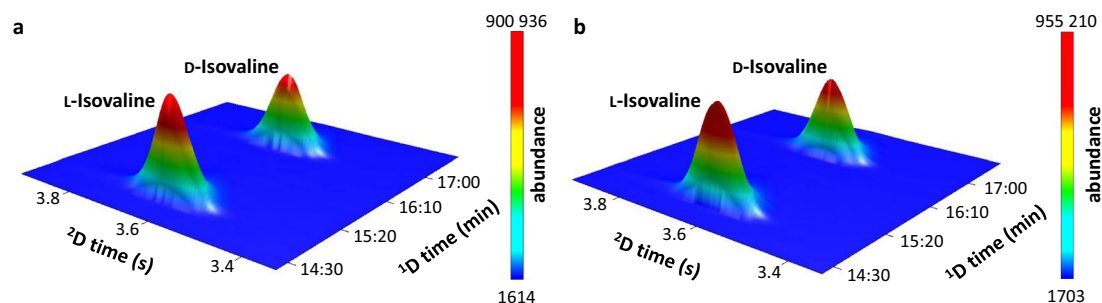 a
900 936
D-Isovaline
L-Isovaline
abundance
3.8
3.6
3.4
²D time (s)
17:00
16:10
15:20
14:30
¹D time (min)
1614
b
955 210
D-Isovaline
L-Isovaline
abundance
3.8
3.6
3.4
²D time (s)
17:00
16:10
15:20
14:30
¹D time (min)
1703